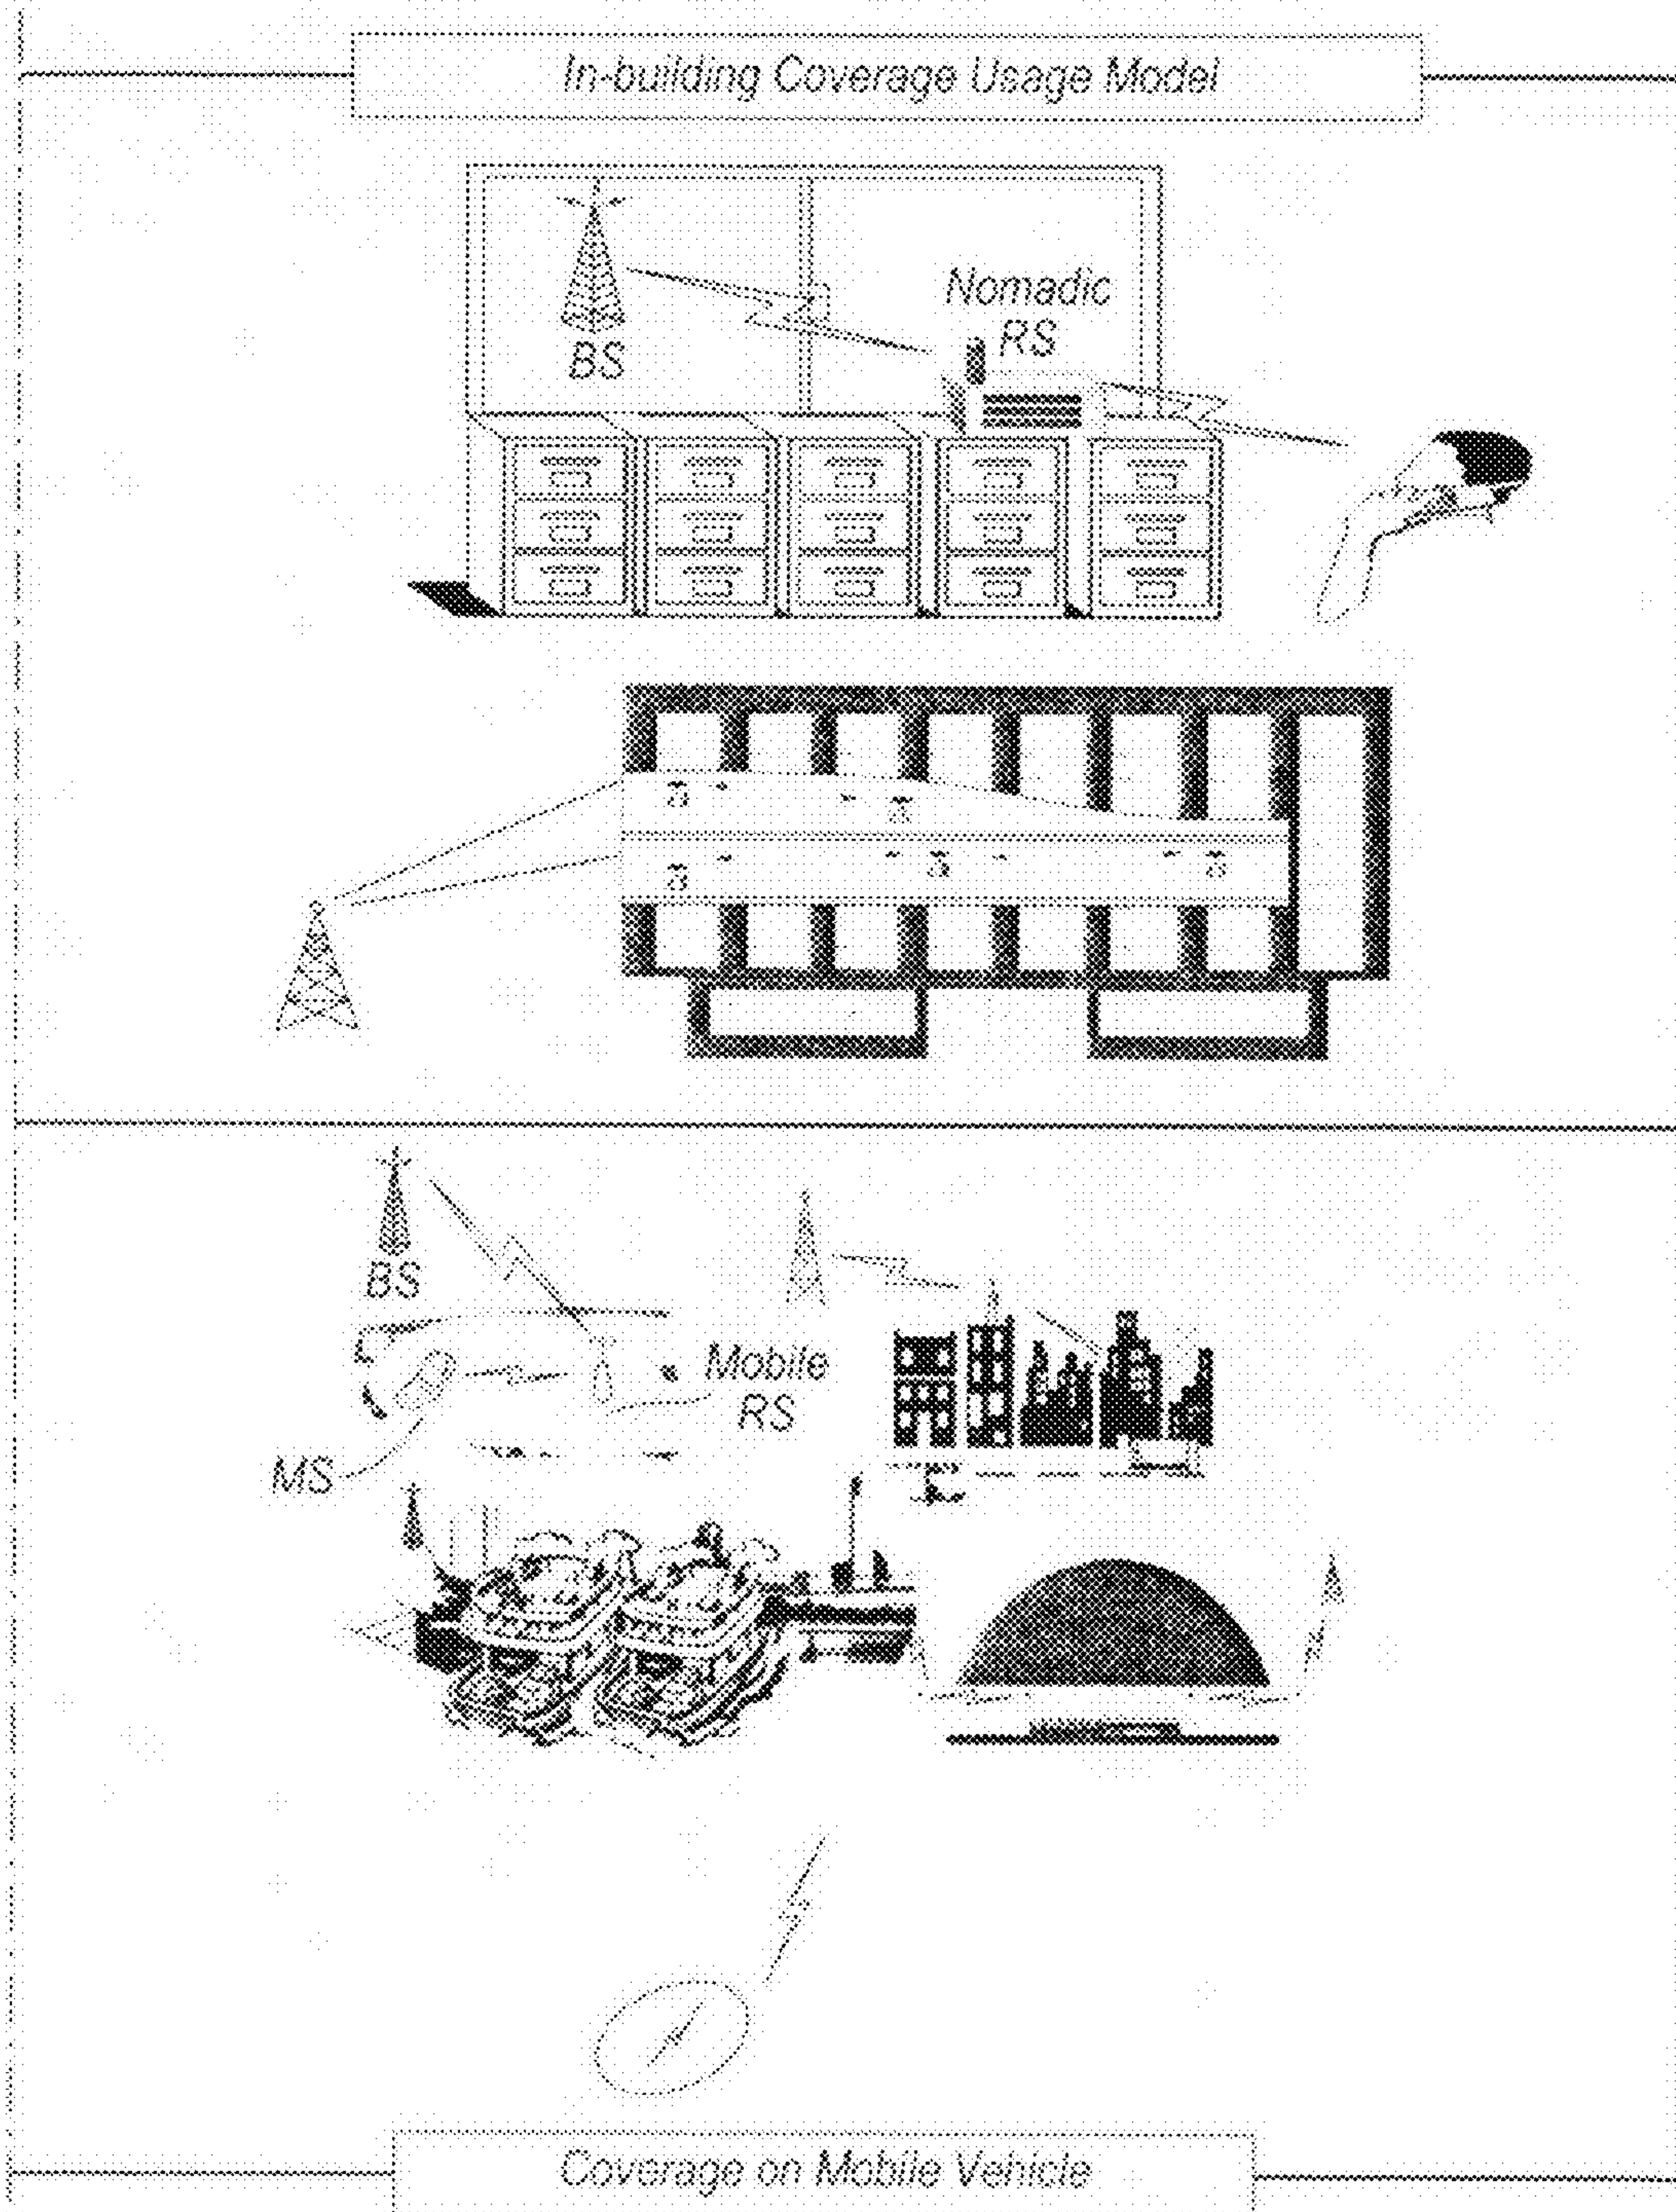 In-building Coverage Usage Model
Nomadic
RS
BS
BS
Mobile
RS
MS
Coverage on Mobile Vehicle